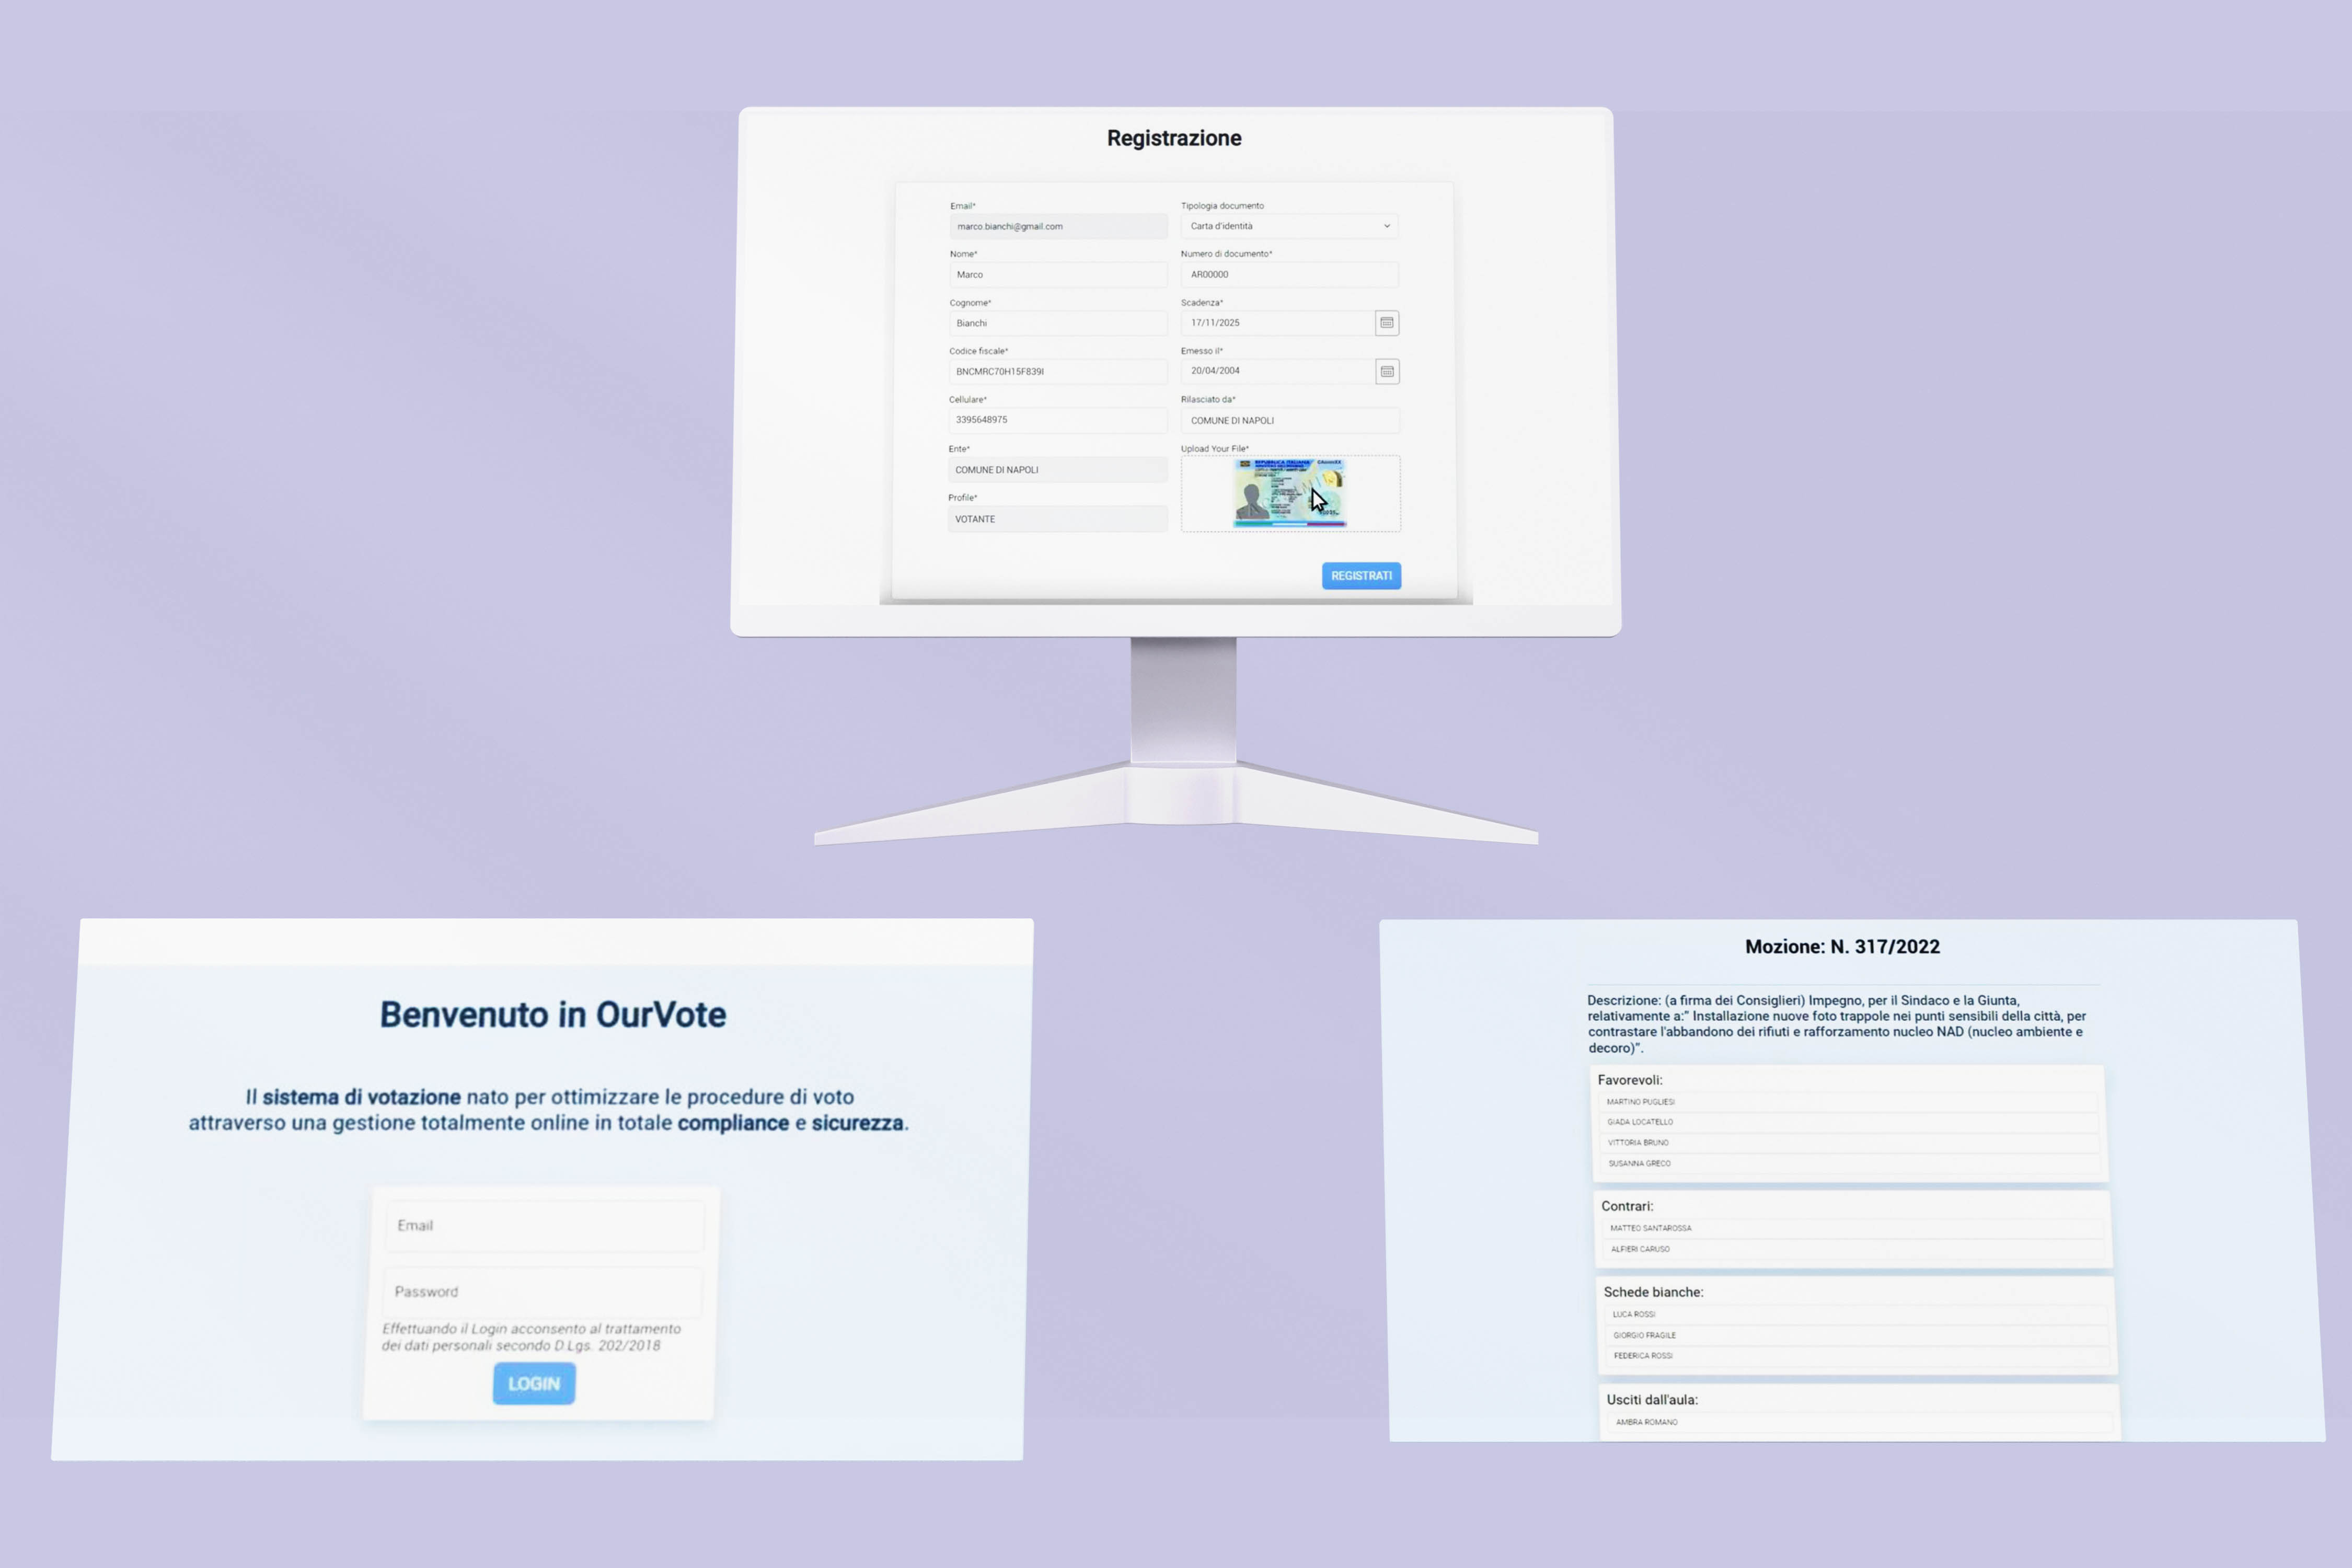 Registrazione
Email*
marco.bianchi@gmail.com
Nome*
Marco
Cognome*
Bianchi
Codice fiscale*
BNCMRC70H15F839I
Cellulare*
3395648975
Ente*
COMUNE DI NAPOLI
Profile*
VOTANTE
Tipologia documento
Carta d'identità
Numero di documento*
AR00000
Scadenza*
17/11/2025
Emesso il*
20/04/2004
Rilasciato da*
COMUNE DI NAPOLI
Upload Your File*
REPUBBLICA ITALIANA
REGISTRATI
Benvenuto in OurVote
Il sistema di votazione nato per ottimizzare le procedure di voto
attraverso una gestione totalmente online in totale compliance e sicurezza.
Email
Password
Effettuando il Login acconsento al trattamento
dei dati personali secondo D.Lgs. 202/2018
LOGIN
Mozione: N. 317/2022
Descrizione: (a firma dei Consiglieri) Impegno, per il Sindaco e la Giunta,
relativamente a:" Installazione nuove foto trappole nei punti sensibili della città, per
contrastare l'abbandono dei rifiuti e rafforzamento nucleo NAD (nucleo ambiente e
decoro)".
Favorevoli:
MARTINO PUGLIESI
GIADA LOCATELLO
VITTORIA BRUNO
SUSANNA GRECO
Contrari:
MATTEO SANTAROSSA
ALFIERI CARUSO
Schede bianche:
LUCA ROSSI
GIORGIO FRAGILE
FEDERICA ROSSI
Usciti dall'aula:
AMBRA ROMANO